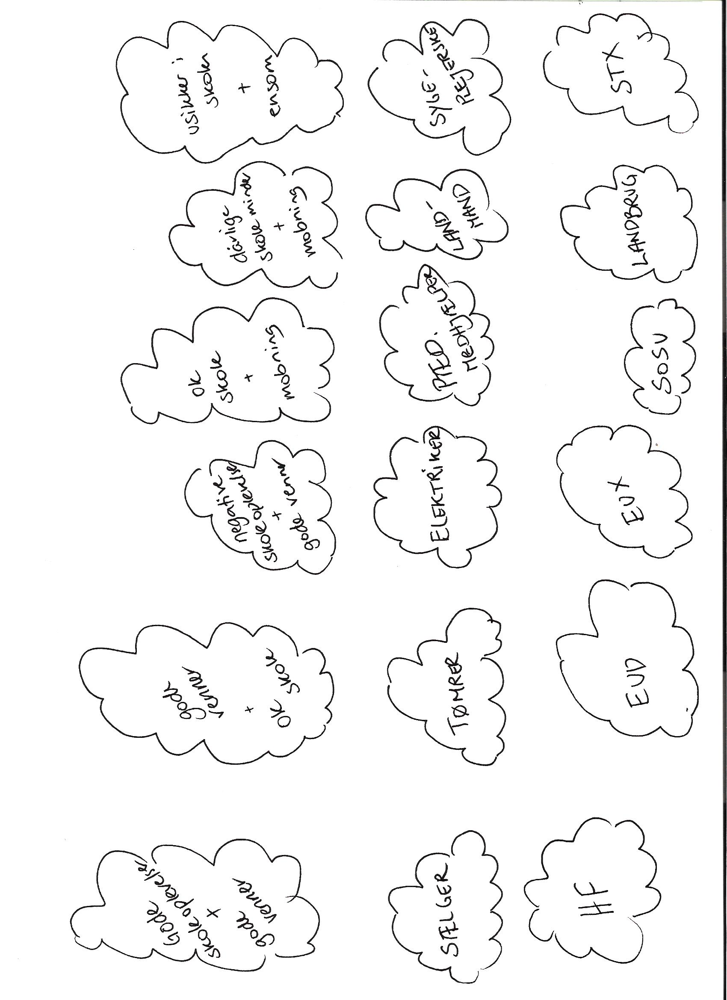 Gode
skoleoplevelser
+
gode
venner
gode
venner
+
ok skole
negative
skoleoplevelse
+
gode venner
ok
skole
+
mobning
dårlige
skoleminder
+
mobning
usikker i
skolen
+
ensom
SÆLGER
TØMRER
ELEKTRIKER
PÆD.
MEDHJÆLPER
LAND-
MAND
SYGE-
PLEJERSKE
HF
EUD
EUX
SOSU
LANDBRUG
STX